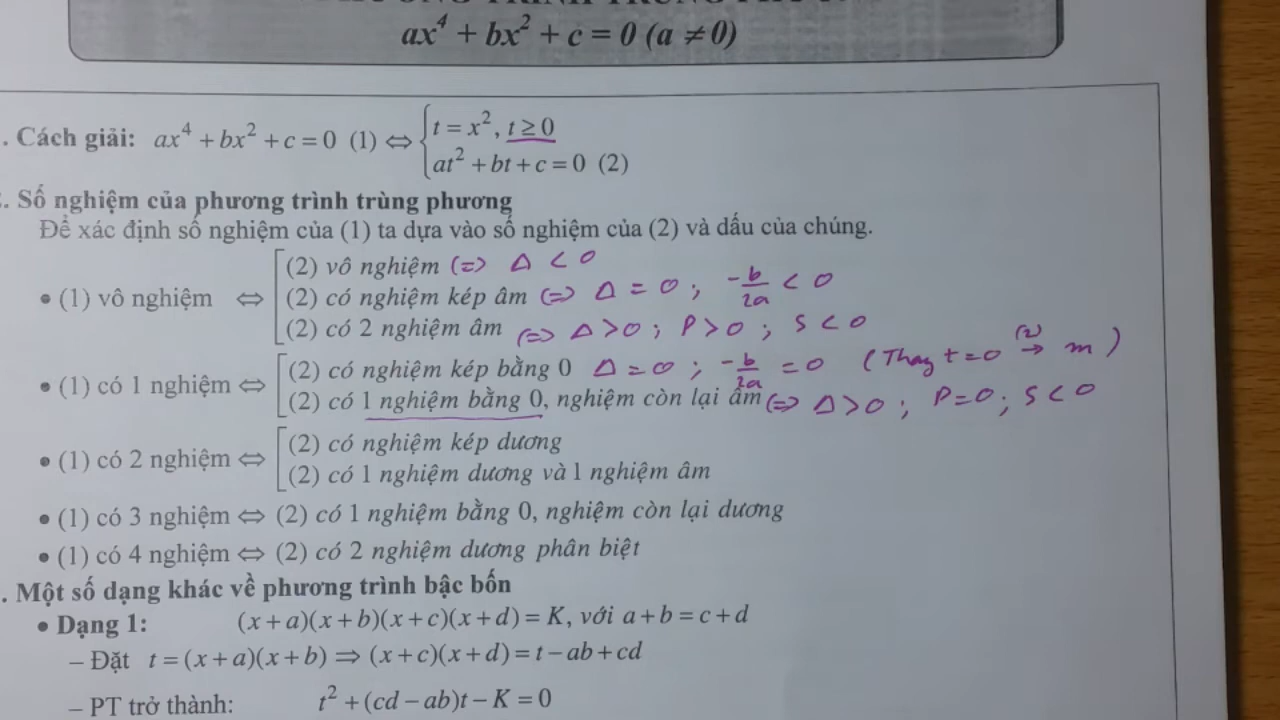 ax⁴ + bx² + c = 0 (a ≠ 0)
. Cách giải: ax⁴ + bx² + c = 0 (1) ⇔ { t = x², t ≥ 0
at² + bt + c = 0 (2)
. Số nghiệm của phương trình trùng phương
Để xác định số nghiệm của (1) ta dựa vào số nghiệm của (2) và dấu của chúng.
(2) vô nghiệm (=> Δ < 0
• (1) vô nghiệm ⇔ [ (2) có nghiệm kép âm (=> Δ = 0 ; -b/2a < 0
(2) có 2 nghiệm âm (=> Δ > 0 ; P > 0 ; S < 0
• (1) có 1 nghiệm ⇔ [ (2) có nghiệm kép bằng 0 Δ = 0 ; -b/2a = 0 (Thay t = 0 (2)→ m)
(2) có 1 nghiệm bằng 0, nghiệm còn lại âm (=> Δ > 0 ; P = 0 ; S < 0
• (1) có 2 nghiệm ⇔ [ (2) có nghiệm kép dương
(2) có 1 nghiệm dương và 1 nghiệm âm
• (1) có 3 nghiệm ⇔ (2) có 1 nghiệm bằng 0, nghiệm còn lại dương
• (1) có 4 nghiệm ⇔ (2) có 2 nghiệm dương phân biệt
. Một số dạng khác về phương trình bậc bốn
• Dạng 1: (x + a)(x + b)(x + c)(x + d) = K, với a + b = c + d
– Đặt t = (x + a)(x + b) ⇒ (x + c)(x + d) = t – ab + cd
– PT trở thành: t² + (cd – ab)t – K = 0